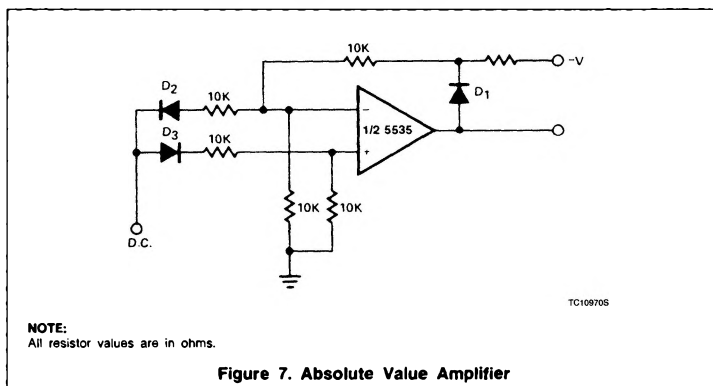 10K
-V
D2
10K
D1
D3
10K
−
1/2 5535
+
10K
10K
D.C.
TC10970S
NOTE:
All resistor values are in ohms.
Figure 7. Absolute Value Amplifier